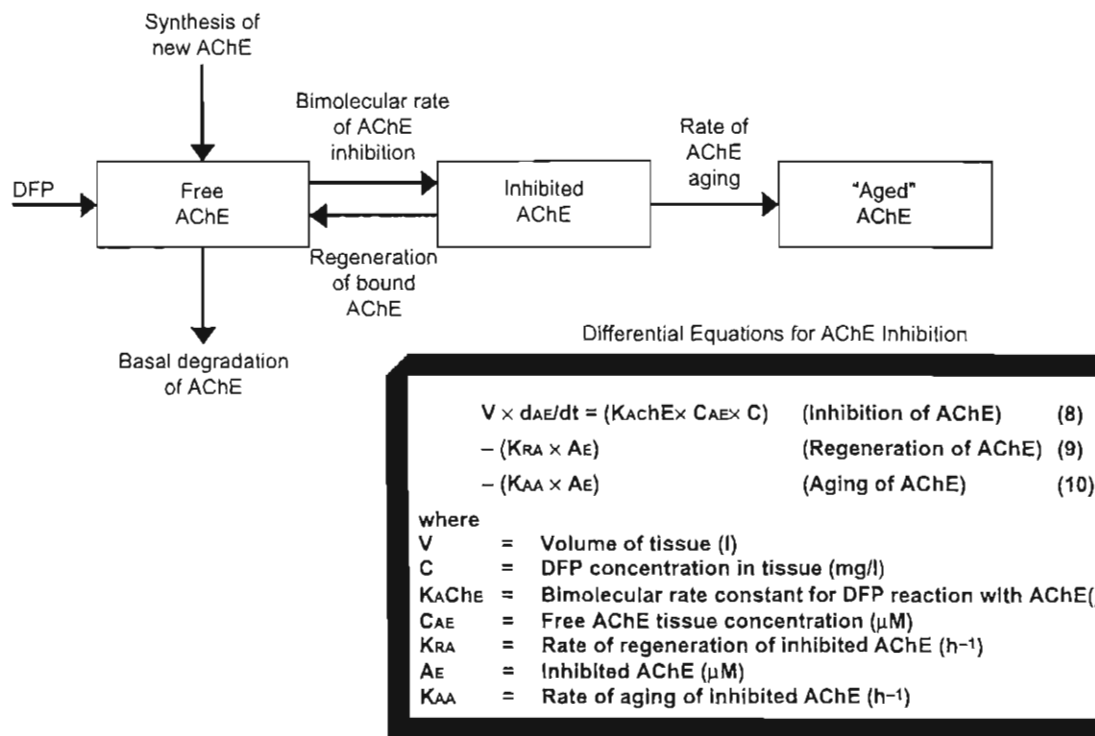 Synthesis of
new AChE
Bimolecular rate
of AChE
inhibition
Rate of
AChE
aging
DFP
Free
AChE
Inhibited
AChE
"Aged"
AChE
Regeneration
of bound
AChE
Basal degradation
of AChE
Differential Equations for AChE Inhibition
V × dAE/dt = (KAchE× CAE× C) (Inhibition of AChE) (8)
– (KRA × AE) (Regeneration of AChE) (9)
– (KAA × AE) (Aging of AChE) (10)
where
V = Volume of tissue (l)
C = DFP concentration in tissue (mg/l)
KAChE = Bimolecular rate constant for DFP reaction with AChE(
CAE = Free AChE tissue concentration (μM)
KRA = Rate of regeneration of inhibited AChE (h⁻¹)
AE = Inhibited AChE (μM)
KAA = Rate of aging of inhibited AChE (h⁻¹)